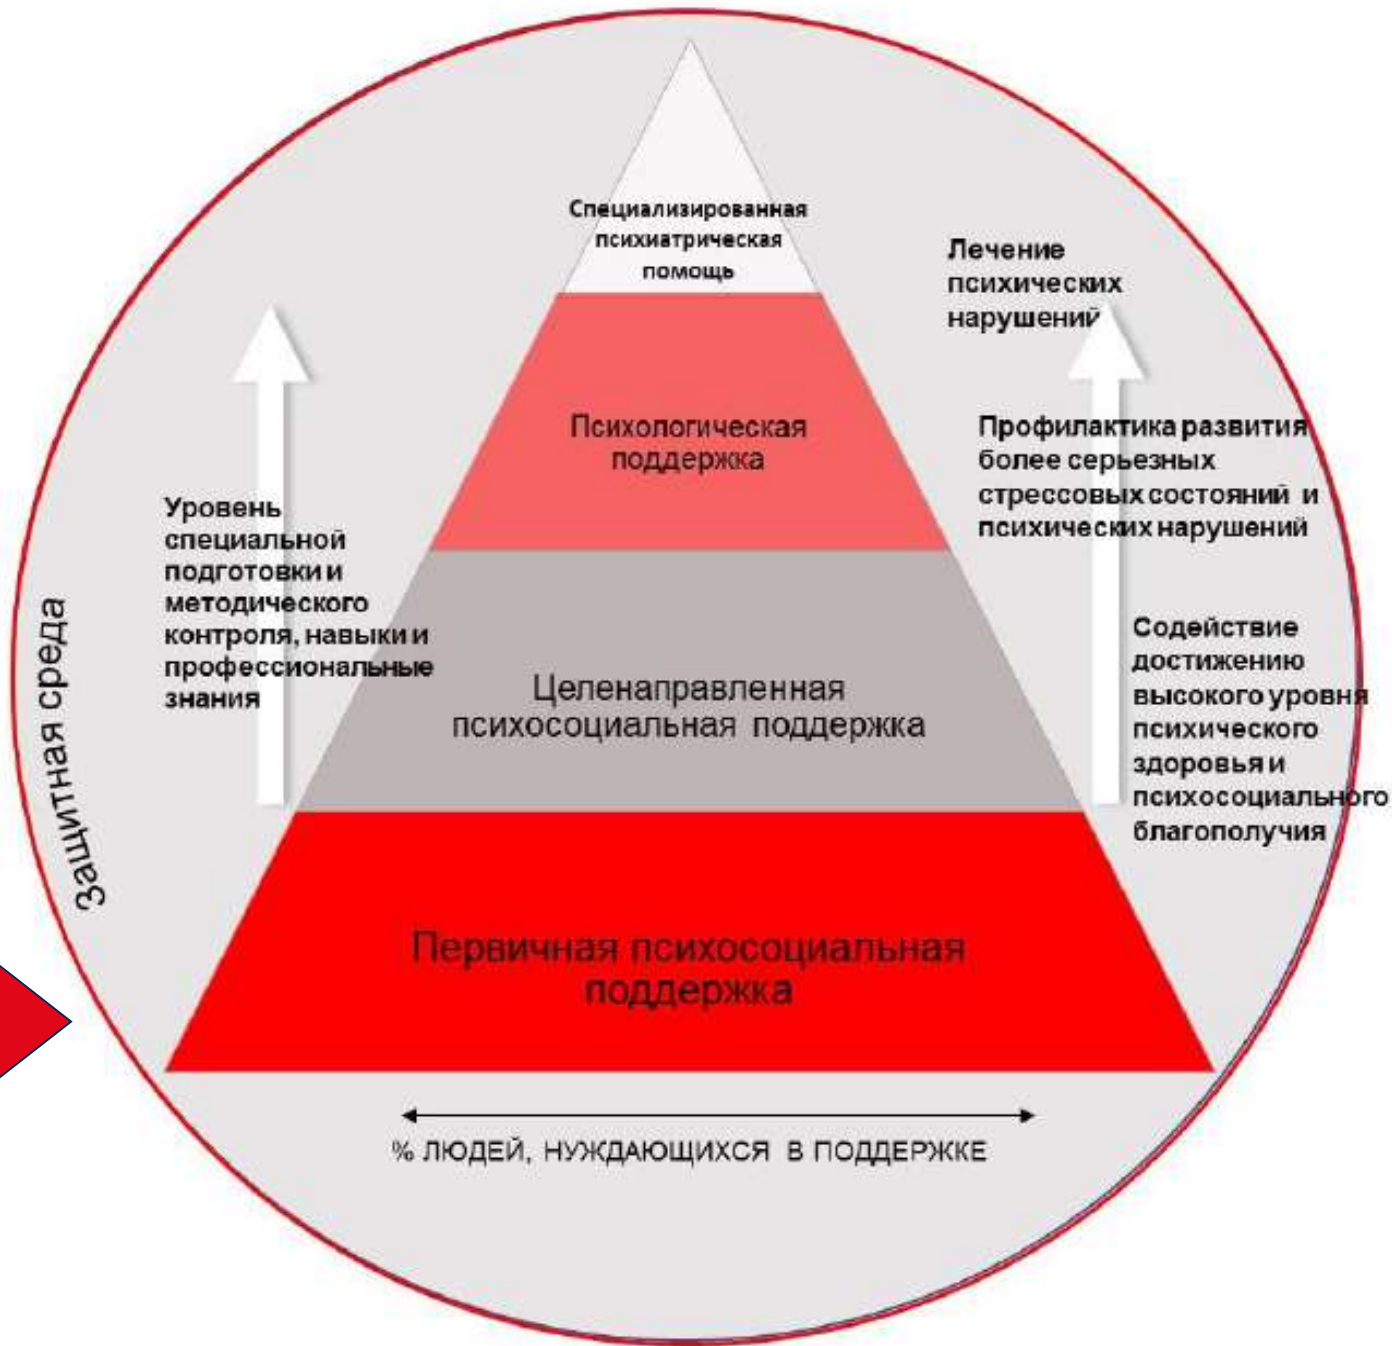 Специализированная
психиатрическая
помощь
Лечение
психических
нарушений
Психологическая
поддержка
Профилактика развития
более серьезных
стрессовых состояний и
психических нарушений
Уровень
специальной
подготовки и
методического
контроля, навыки и
профессиональные
знания
Защитная среда
Целенаправленная
психосоциальная поддержка
Содействие
достижению
высокого уровня
психического
здоровья и
психосоциального
благополучия
Первичная психосоциальная
поддержка
% ЛЮДЕЙ, НУЖДАЮЩИХСЯ В ПОДДЕРЖКЕ